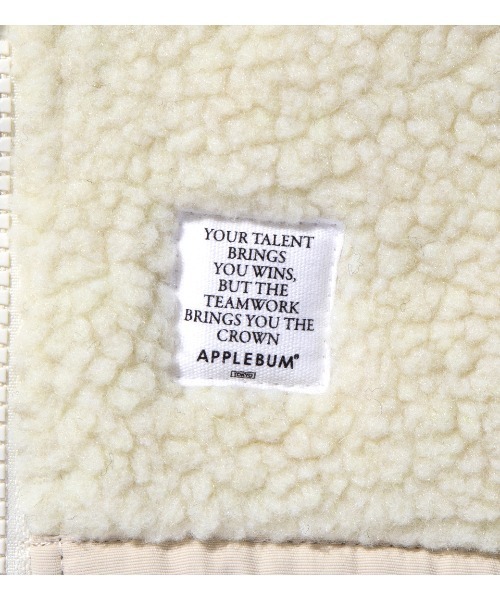 YOUR TALENT
BRINGS
YOU WINS,
BUT THE
TEAMWORK
BRINGS YOU THE
CROWN
APPLEBUM®
TOKYO